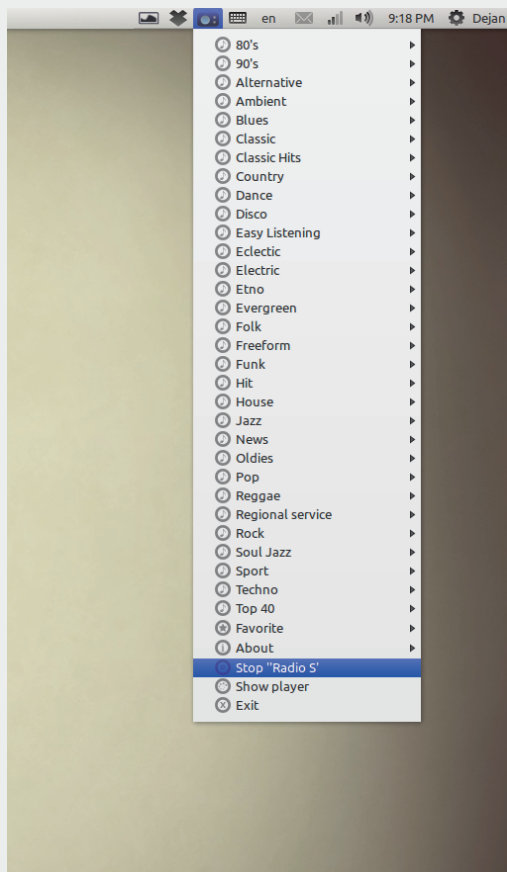 en 9:18 PM Dejan
80's
90's
Alternative
Ambient
Blues
Classic
Classic Hits
Country
Dance
Disco
Easy Listening
Eclectic
Electric
Etno
Evergreen
Folk
Freeform
Funk
Hit
House
Jazz
News
Oldies
Pop
Reggae
Regional service
Rock
Soul Jazz
Sport
Techno
Top 40
Favorite
About
Stop "Radio S'
Show player
Exit